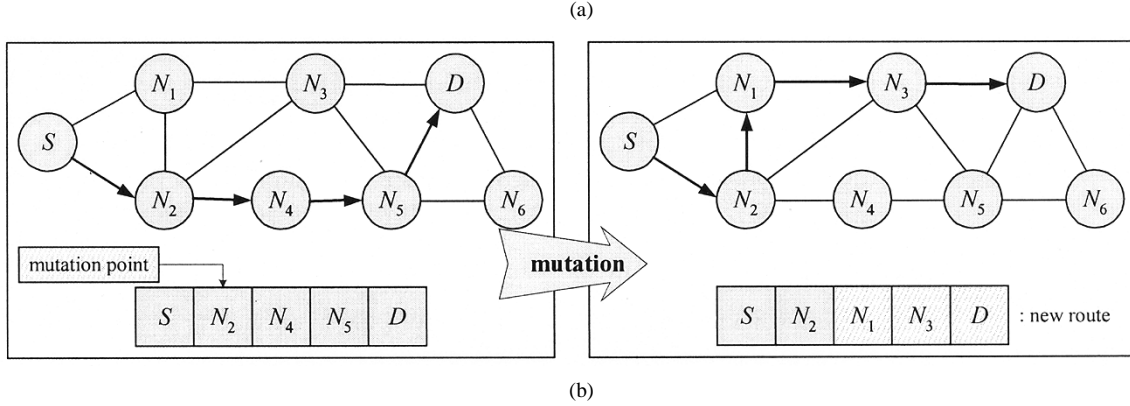 (a)
N1 N3 D
S
N2 N4 N5 N6
mutation point
S N2 N4 N5 D
mutation
N1 N3 D
S
N2 N4 N5 N6
S N2 N1 N3 D : new route
(b)